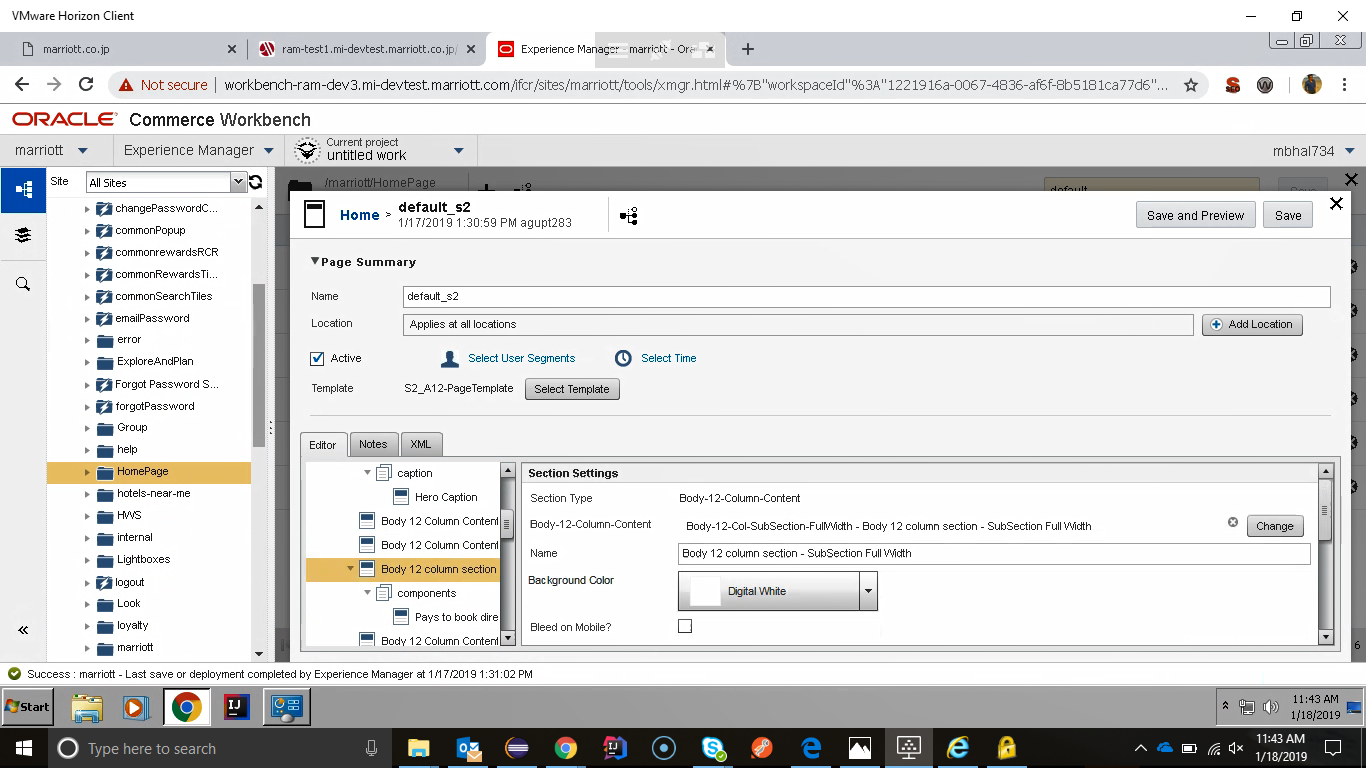 VMware Horizon Client
marriott.co.jp
ram-test1.mi-devtest.marriott.co.jp/
Experience Manager - marriott - Ora
Not secure
workbench-ram-dev3.mi-devtest.marriott.com/ifcr/sites/marriott/tools/xmgr.html#%7B"workspaceId"%3A"1221916a-0067-4836-af6f-8b5181ca77d6"...
ORACLE Commerce Workbench
marriott
Experience Manager
Current project
untitled work
mbhal734
Site
All Sites
/marriott/HomePage
default
Save
changePasswordC...
commonPopup
commonrewardsRCR
commonRewardsTi...
commonSearchTiles
emailPassword
error
ExploreAndPlan
Forgot Password S...
forgotPassword
Group
help
HomePage
hotels-near-me
HWS
internal
Lightboxes
logout
Look
loyalty
marriott
Home > default_s2
1/17/2019 1:30:59 PM agupt283
Save and Preview
Save
Page Summary
Name
default_s2
Location
Applies at all locations
Add Location
Active
Select User Segments
Select Time
Template
S2_A12-PageTemplate
Select Template
Editor
Notes
XML
caption
Hero Caption
Body 12 Column Content
Body 12 Column Content
Body 12 column section
components
Pays to book dire
Body 12 Column Content
Section Settings
Section Type
Body-12-Column-Content
Body-12-Column-Content
Body-12-Col-SubSection-FullWidth - Body 12 column section - SubSection Full Width
Change
Name
Body 12 column section - SubSection Full Width
Background Color
Digital White
Bleed on Mobile?
6
Success : marriott - Last save or deployment completed by Experience Manager at 1/17/2019 1:31:02 PM
Start
11:43 AM
1/18/2019
Type here to search
11:43 AM
1/18/2019